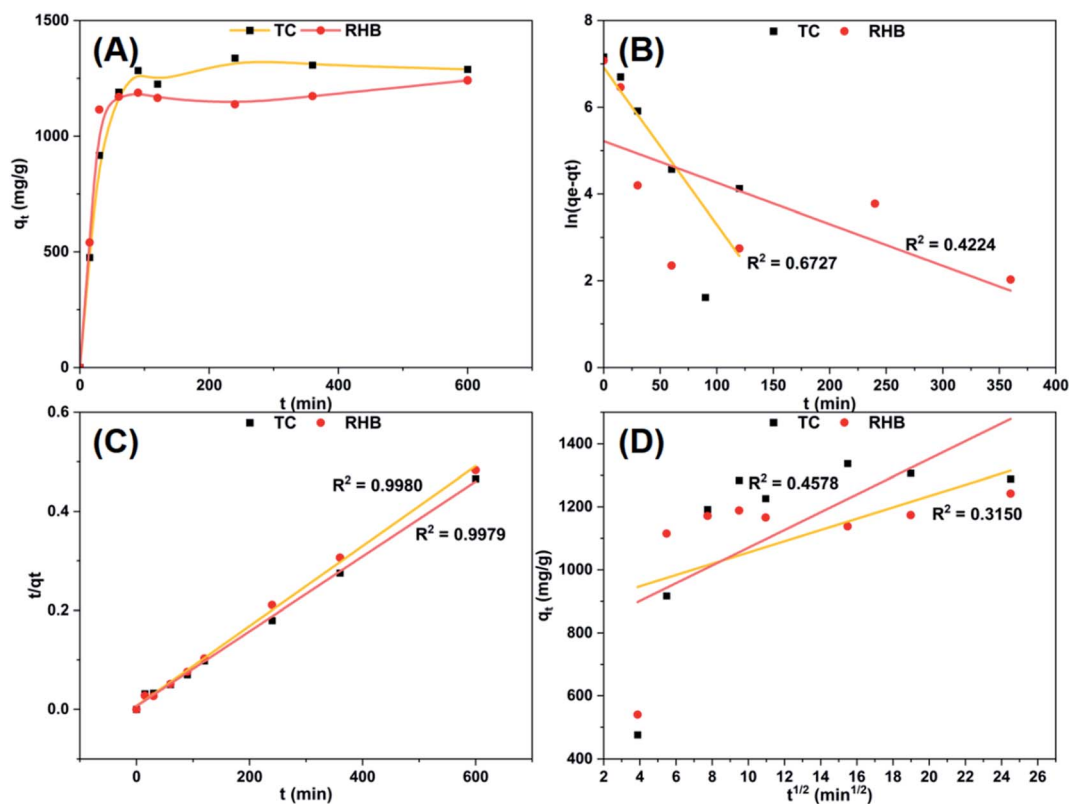 (A)
TC RHB
1500
1000
500
0
0 200 400 600
t (min)
q_t (mg/g)
(B)
TC RHB
8
6
4
2
0
0 50 100 150 200 250 300 350 400
t (min)
ln(qe-qt)
R² = 0.4224
R² = 0.6727
(C)
TC RHB
0.6
0.4
0.2
0.0
0 200 400 600
t (min)
t/qt
R² = 0.9980
R² = 0.9979
(D)
TC RHB
1400
1200
1000
800
600
400
2 4 6 8 10 12 14 16 18 20 22 24 26
t^1/2 (min^1/2)
q_t (mg/g)
R² = 0.4578
R² = 0.3150